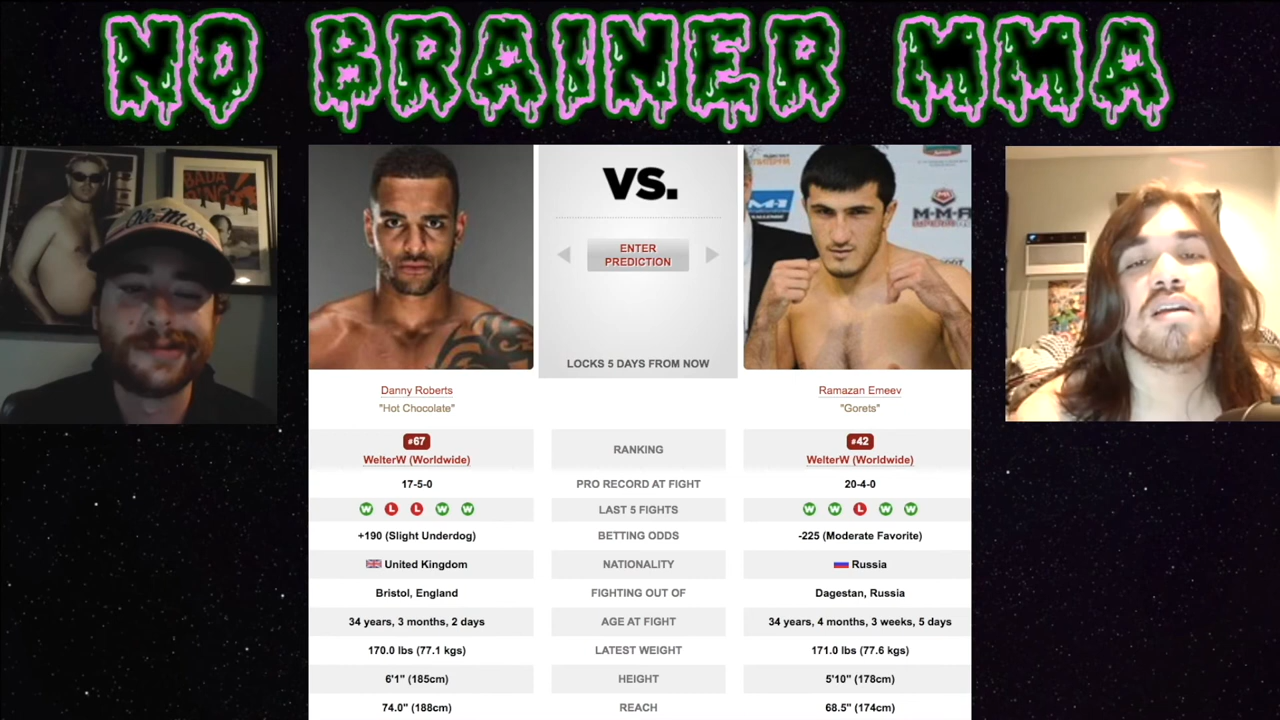 NO BRAINER MMA
BADA
BING
Ole Miss
VS.
ENTER
PREDICTION
LOCKS 5 DAYS FROM NOW
M-1
M-M-A
Danny Roberts
"Hot Chocolate"
Ramazan Emeev
"Gorets"
#67
WelterW (Worldwide)
RANKING
#42
WelterW (Worldwide)
17-5-0
PRO RECORD AT FIGHT
20-4-0
W L L W W
LAST 5 FIGHTS
W W L W W
+190 (Slight Underdog)
BETTING ODDS
-225 (Moderate Favorite)
United Kingdom
NATIONALITY
Russia
Bristol, England
FIGHTING OUT OF
Dagestan, Russia
34 years, 3 months, 2 days
AGE AT FIGHT
34 years, 4 months, 3 weeks, 5 days
170.0 lbs (77.1 kgs)
LATEST WEIGHT
171.0 lbs (77.6 kgs)
6'1" (185cm)
HEIGHT
5'10" (178cm)
74.0" (188cm)
REACH
68.5" (174cm)